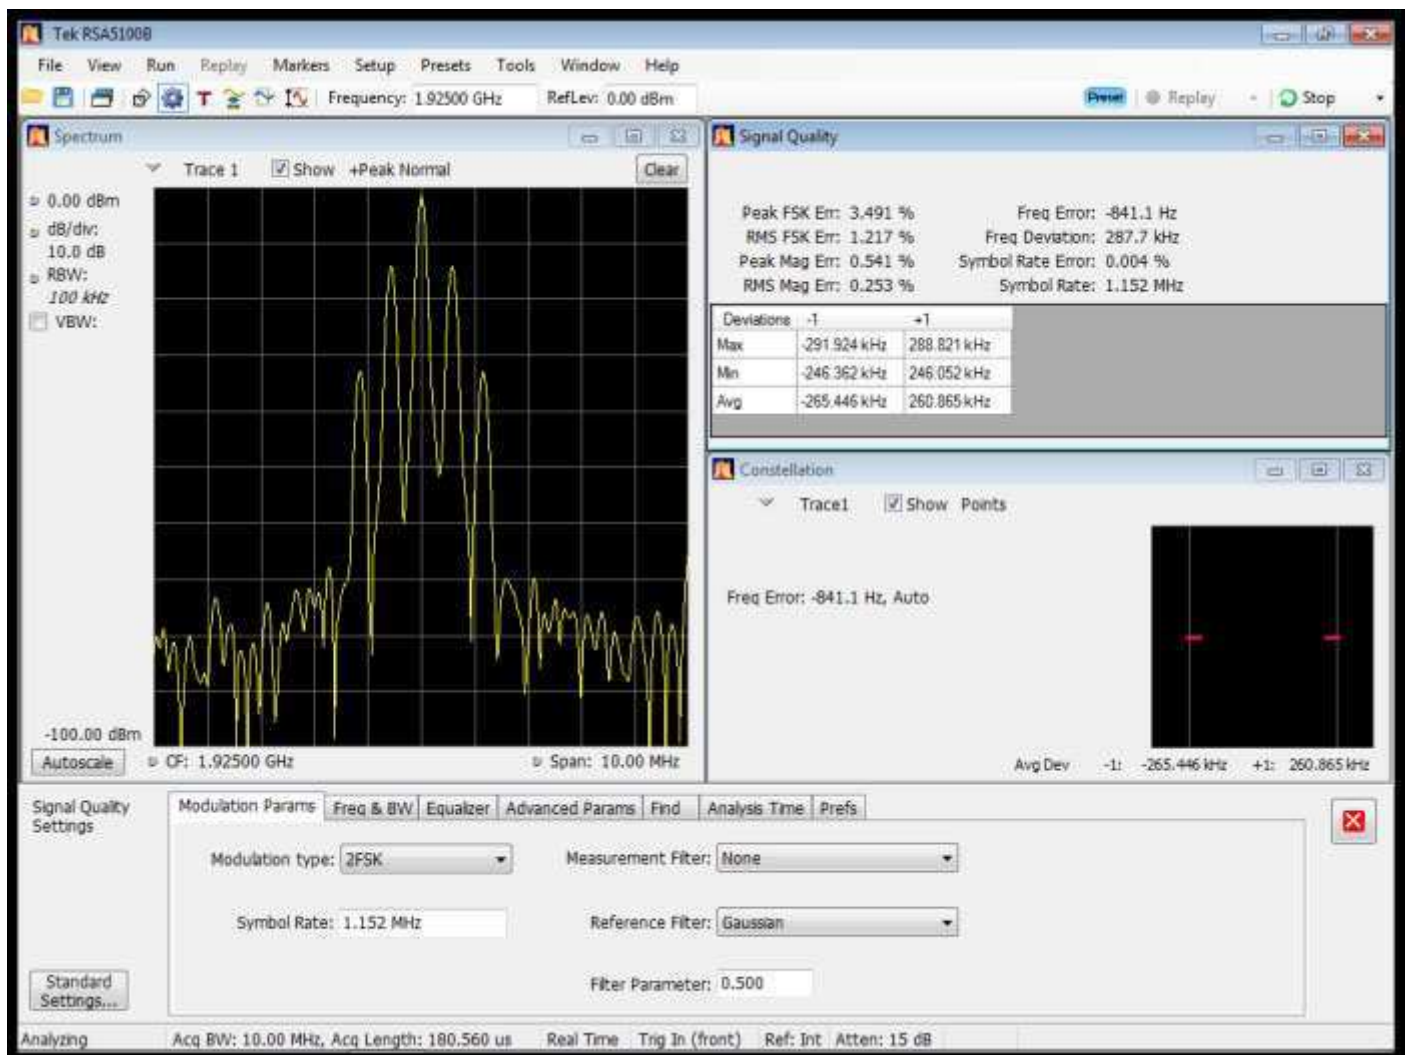 Tek RSA5100B
File View Run Replay Markers Setup Presets Tools Window Help
T Frequency: 1.92500 GHz RefLev: 0.00 dBm Preset Replay Stop
Spectrum
Trace 1 Show +Peak Normal Clear
0.00 dBm
dB/div:
10.0 dB
RBW:
100 kHz
VBW:
-100.00 dBm
Autoscale CF: 1.92500 GHz Span: 10.00 MHz
Signal Quality
Peak FSK Err: 3.491 % Freq Error: -841.1 Hz
RMS FSK Err: 1.217 % Freq Deviation: 287.7 kHz
Peak Mag Err: 0.541 % Symbol Rate Error: 0.004 %
RMS Mag Err: 0.253 % Symbol Rate: 1.152 MHz
Deviations -1 +1
Max -291.924 kHz 288.821 kHz
Min -246.362 kHz 246.052 kHz
Avg -265.446 kHz 260.865 kHz
Constellation
Trace1 Show Points
Freq Error: -841.1 Hz, Auto
Avg Dev -1: -265.446 kHz +1: 260.865 kHz
Signal Quality
Settings
Modulation Params Freq & BW Equalizer Advanced Params Find Analysis Time Prefs
Modulation type: 2FSK Measurement Filter: None
Symbol Rate: 1.152 MHz Reference Filter: Gaussian
Filter Parameter: 0.500
Standard
Settings...
Analyzing Acq BW: 10.00 MHz, Acq Length: 180.560 us Real Time Trig In (front) Ref: Int Atten: 15 dB